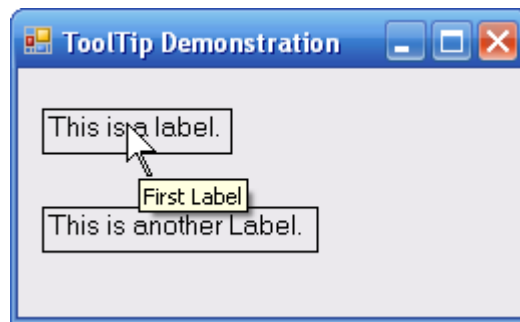 ToolTip Demonstration
This is a label.
First Label
This is another Label.